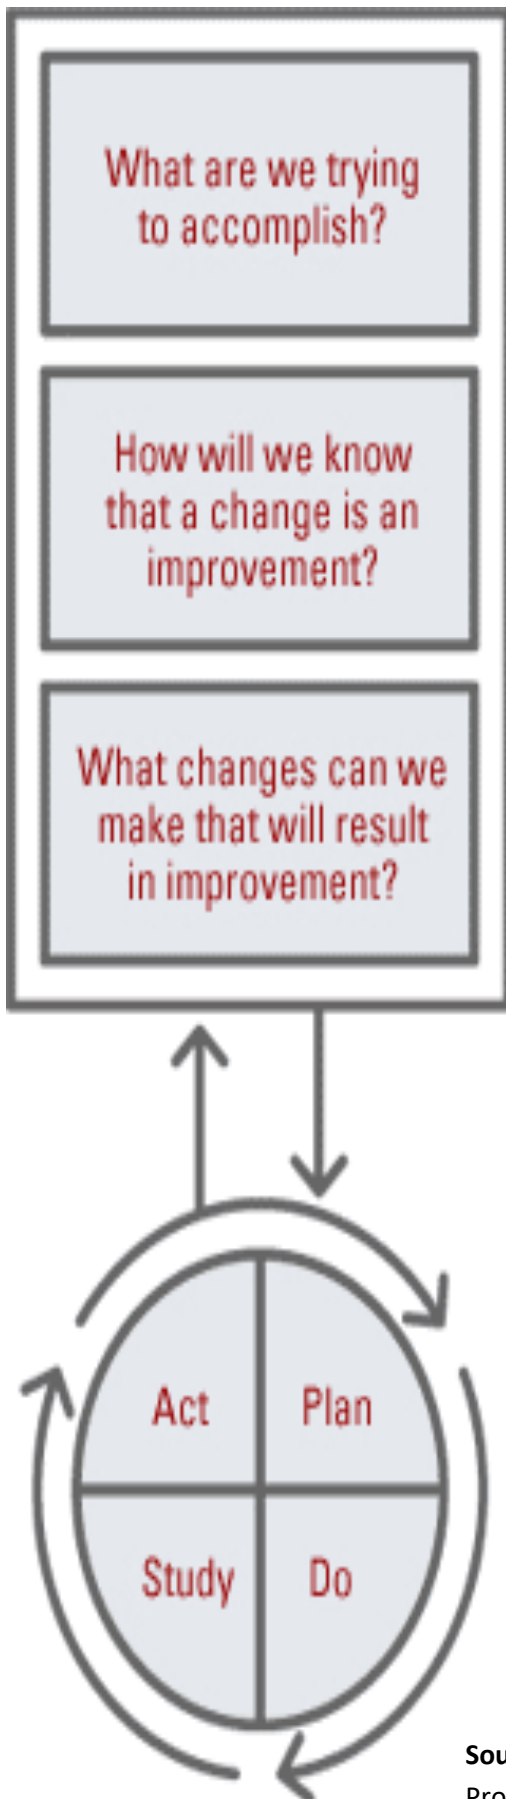 What are we trying
to accomplish?
How will we know
that a change is an
improvement?
What changes can we
make that will result
in improvement?
Act
Plan
Study
Do